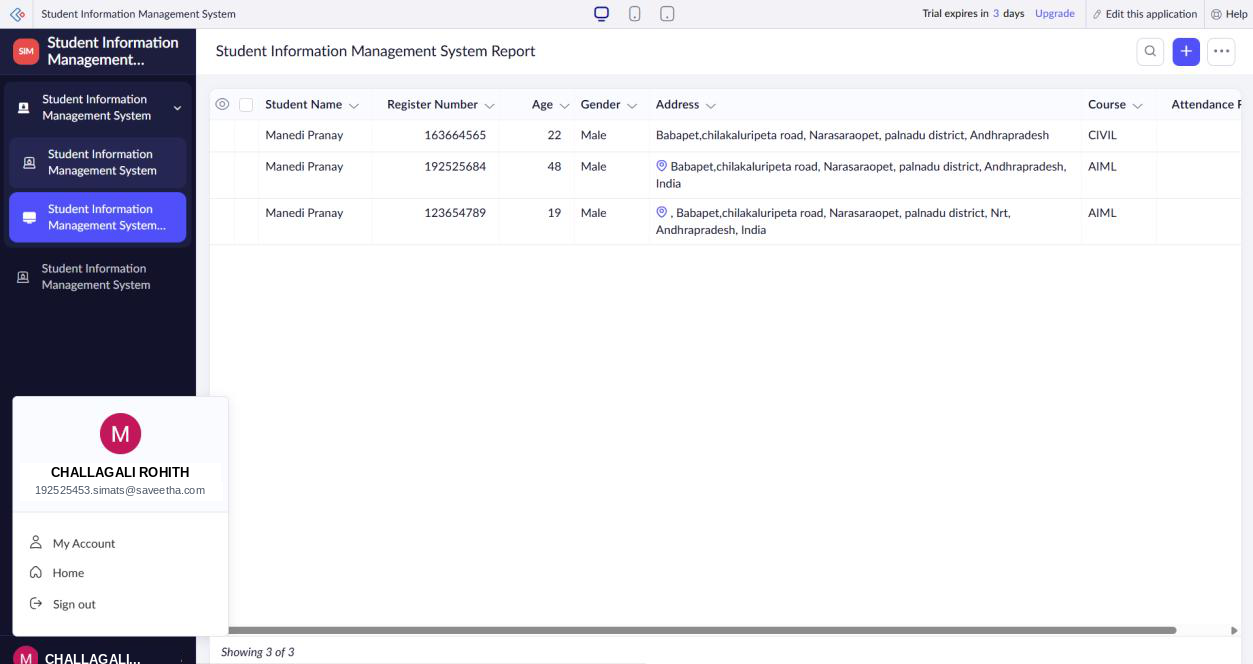 Student Information Management System
Trial expires in 3 days Upgrade Edit this application Help
SIM
Student Information
Management...
Student Information Management System Report
Student Information
Management System
Student Information
Management System
Student Information
Management System...
Student Information
Management System
Student Name Register Number Age Gender Address Course Attendance P
Manedi Pranay 163664565 22 Male Babapet,chilakaluripeta road, Narasaraopet, palnadu district, Andhrapradesh CIVIL
Manedi Pranay 192525684 48 Male Babapet,chilakaluripeta road, Narasaraopet, palnadu district, Andhrapradesh, AIML
India
Manedi Pranay 123654789 19 Male , Babapet,chilakaluripeta road, Narasaraopet, palnadu district, Nrt, AIML
Andhrapradesh, India
M
CHALLAGALI ROHITH
192525453.simats@saveetha.com
My Account
Home
Sign out
M CHALLAGALI...
Showing 3 of 3